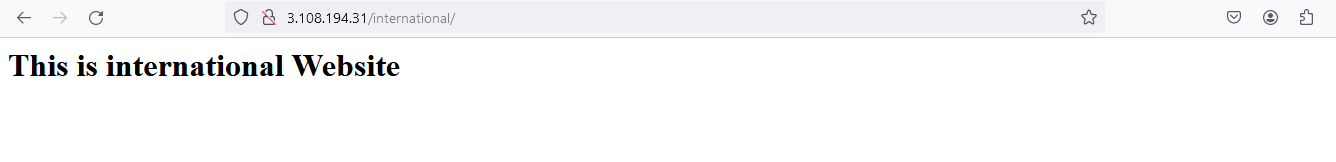 3.108.194.31/international/
This is international Website